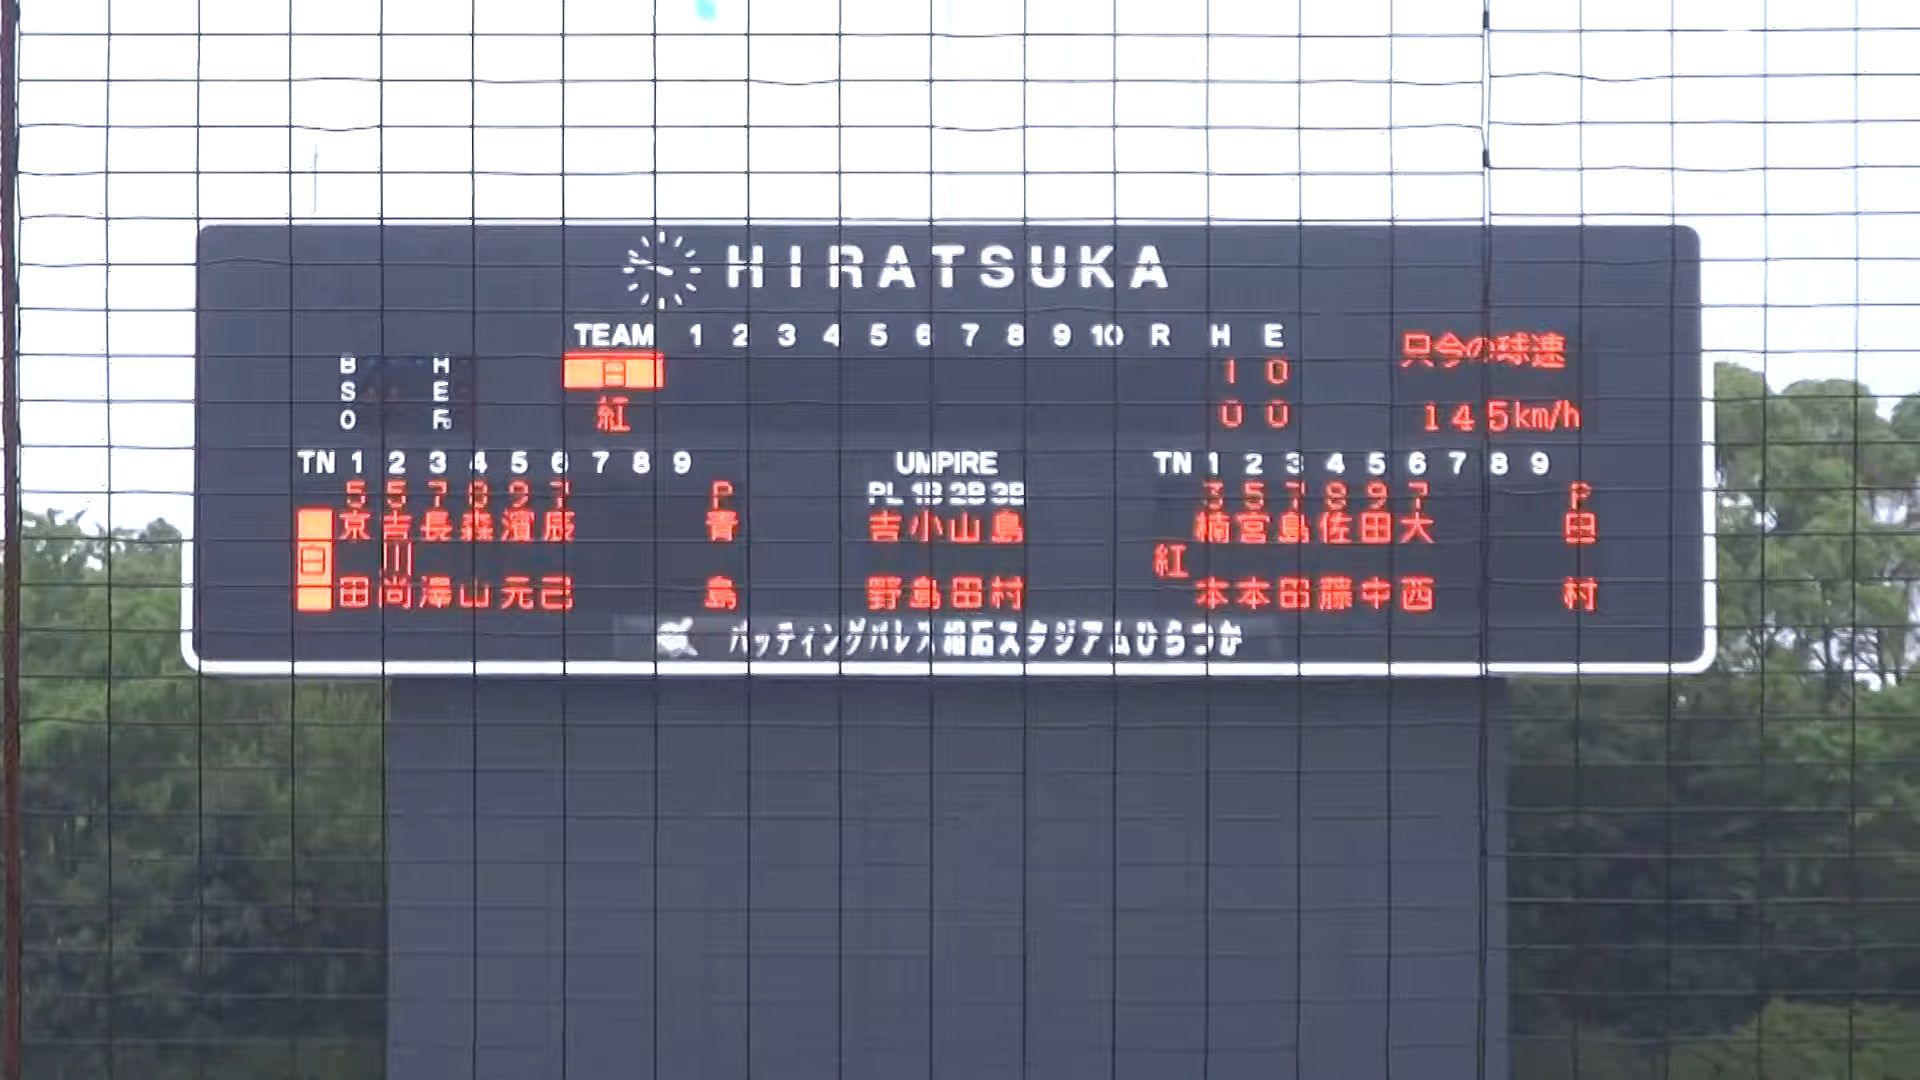 HIRATSUKA
TEAM 1 2 3 4 5 6 7 8 9 10 R H E
只今の球速
B H
白 1 0
S E
O R
紅 0 0
145km/h
TN 1 2 3 4 5 6 7 8 9
UMPIRE
TN 1 2 3 4 5 6 7 8 9
5 5 7 8 9 7 P
PL 1B 2B 3B
3 5 7 8 9 7 P
白
京田 吉川尚 長澤 森山 濱元 辰己 青島
吉野 小島 山田 島村
紅
楠本 宮本 島田 佐藤 田中 大西 田村
バッティングパレス相石スタジアムひらつか